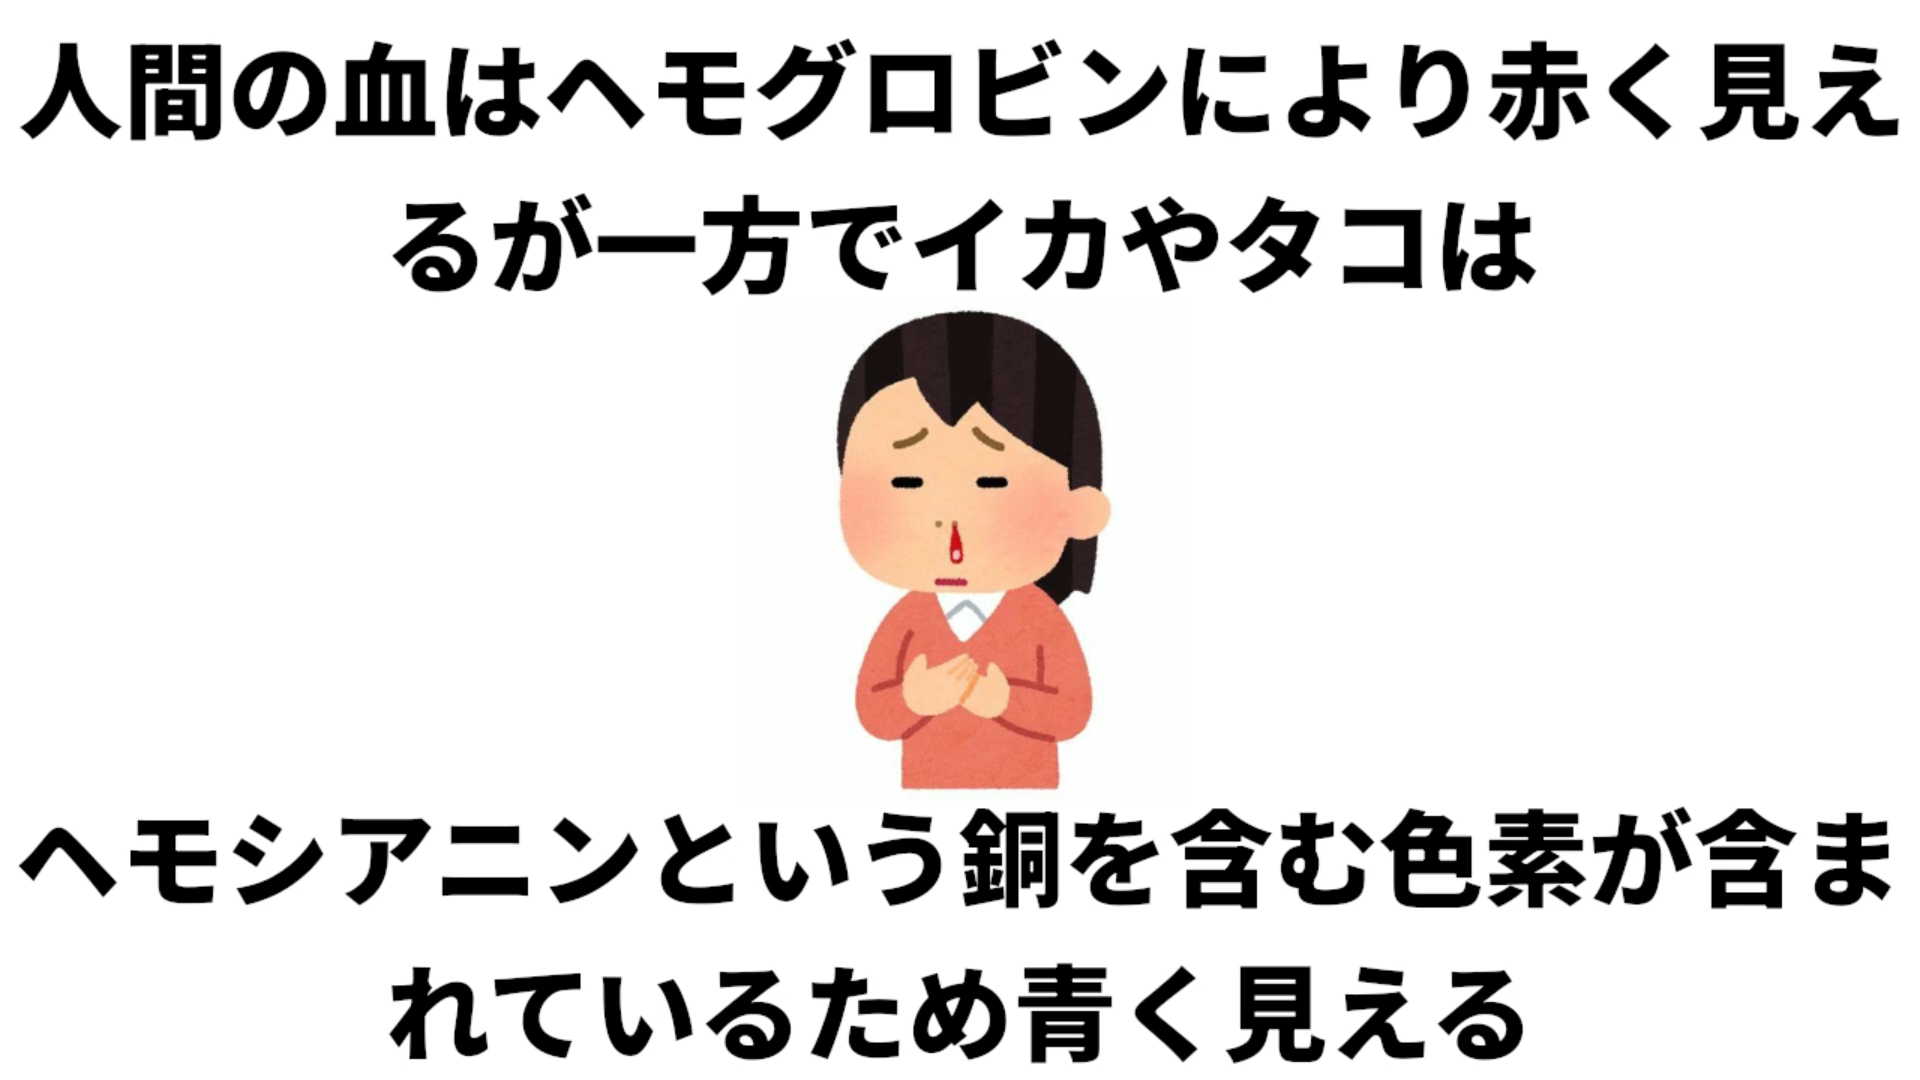 人間の血はヘモグロビンにより赤く見え
るが一方でイカやタコは
ヘモシアニンという銅を含む色素が含ま
れているため青く見える